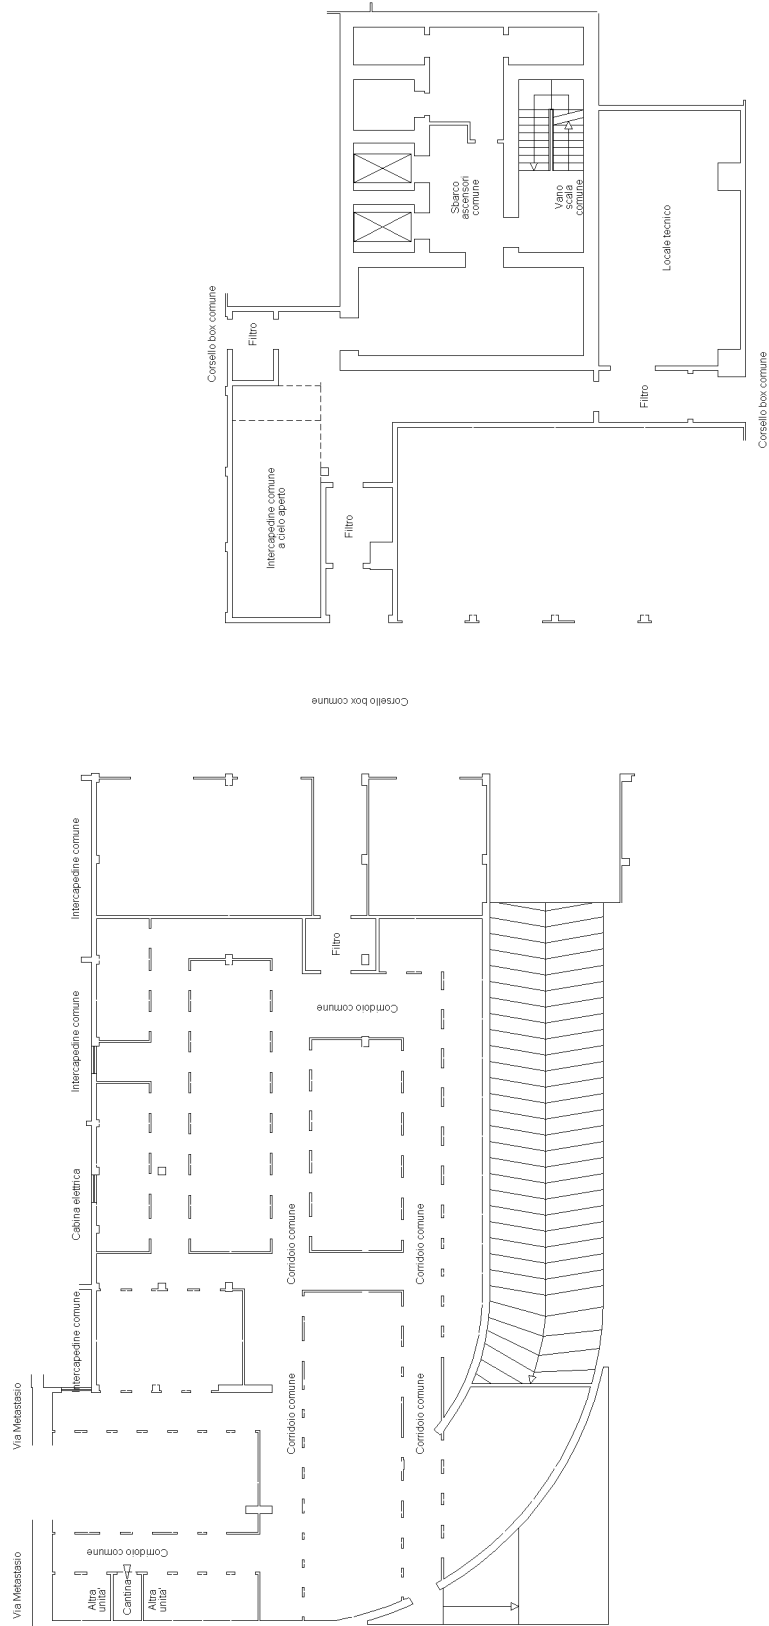 Sbarco
ascensori
comune
Vano
scala
comune
Locale tecnico
Corsello box comune
Filtro
Filtro
Corsello box comune
Intercapedine comune
a cielo aperto
Filtro
Corsello box comune
Intercapedine comune
Filtro
Corridoio comune
Intercapedine comune
Cabina elettrica
Corridoio comune
Corridoio comune
Intercapedine comune
Via Metastasio
Corridoio comune
Corridoio comune
Via Metastasio
Corridoio comune
Altra
unita'
Cantina
Altra
unita'